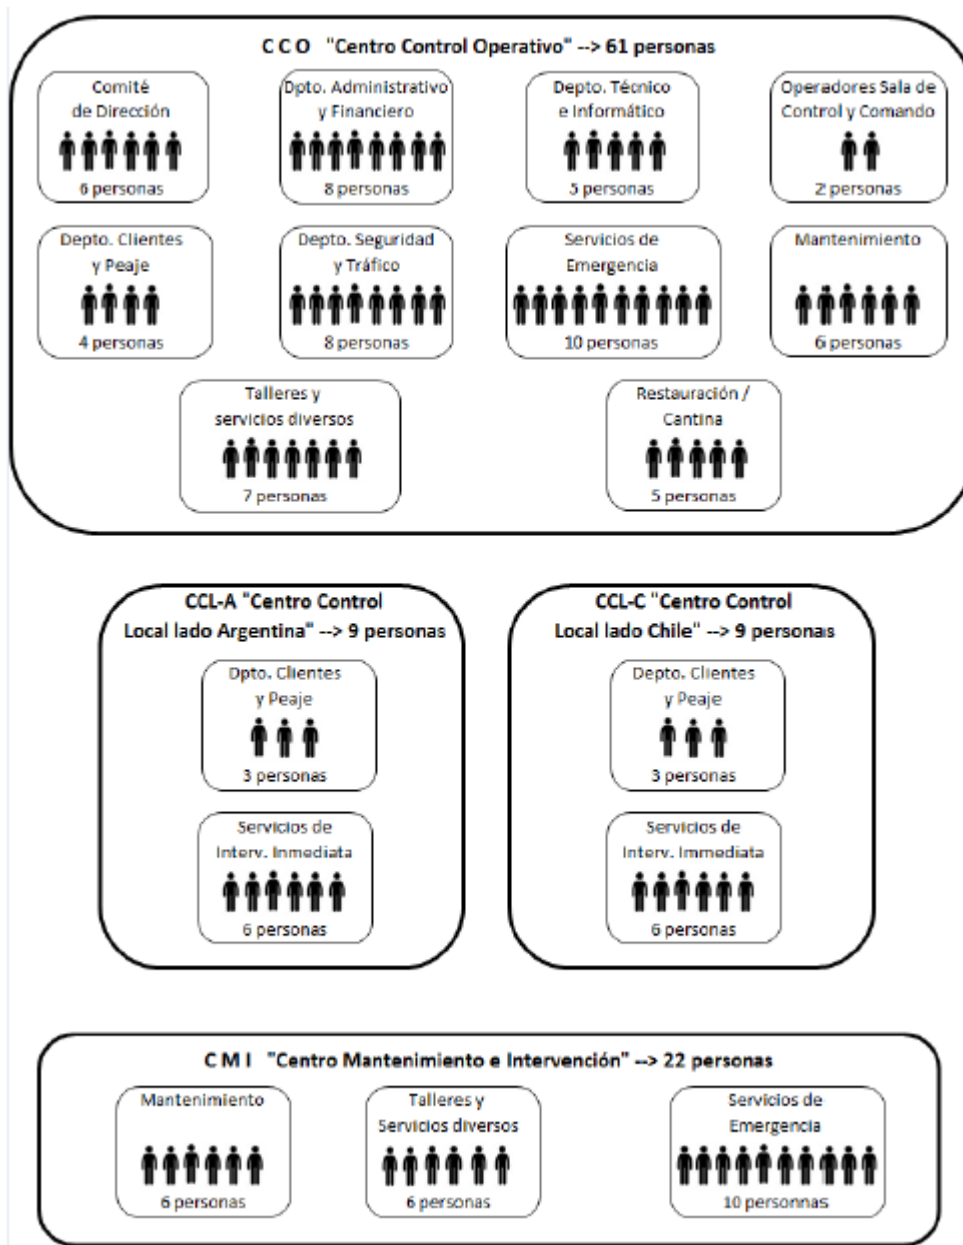 C C O "Centro Control Operativo" --> 61 personas
Comité
de Dirección
6 personas
Dpto. Administrativo
y Financiero
8 personas
Depto. Técnico
e Informático
5 personas
Operadores Sala de
Control y Comando
2 personas
Depto. Clientes
y Peaje
4 personas
Depto. Seguridad
y Tráfico
8 personas
Servicios de
Emergencia
10 personas
Mantenimiento
6 personas
Talleres y
servicios diversos
7 personas
Restauración /
Cantina
5 personas
CCL-A "Centro Control
Local lado Argentina" --> 9 personas
Dpto. Clientes
y Peaje
3 personas
Servicios de
Interv. Inmediata
6 personas
CCL-C "Centro Control
Local lado Chile" --> 9 personas
Depto. Clientes
y Peaje
3 personas
Servicios de
Interv. Immediata
6 personas
C M I "Centro Mantenimiento e Intervención" --> 22 personas
Mantenimiento
6 personas
Talleres y
Servicios diversos
6 personas
Servicios de
Emergencia
10 personnas